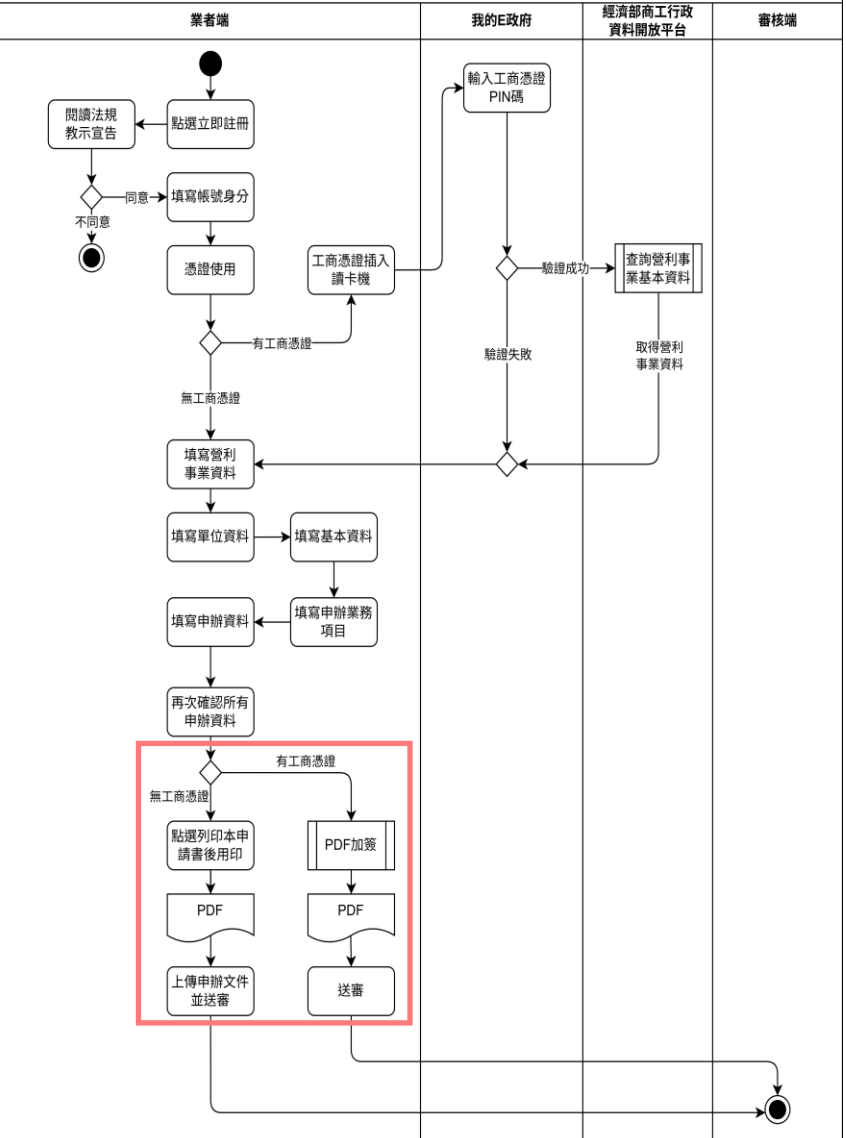 業者端
我的E政府
經濟部商工行政
資料開放平台
審核端
輸入工商憑證
PIN碼
閱讀法規
教示宣告
點選立即註冊
同意
填寫帳號身分
不同意
憑證使用
工商憑證插入
讀卡機
驗證成功
查詢營利事
業基本資料
有工商憑證
驗證失敗
取得營利
事業資料
無工商憑證
填寫營利
事業資料
填寫單位資料
填寫基本資料
填寫申辦資料
填寫申辦業務
項目
再次確認所有
申辦資料
有工商憑證
無工商憑證
點選列印本申
請書後用印
PDF加簽
PDF
PDF
上傳申辦文件
並送審
送審